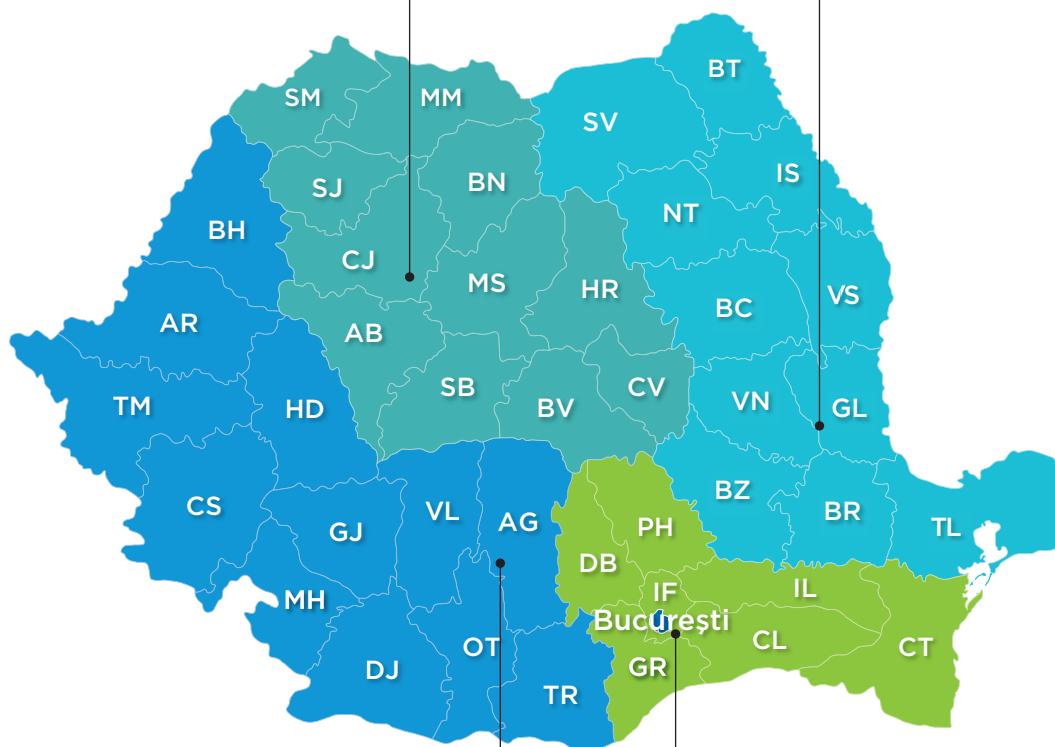 BT
SM
MM
SV
IS
SJ
BN
NT
BH
CJ
MS
HR
VS
BC
AR
AB
SB
CV
BV
VN
GL
TM
HD
BZ
CS
VL
AG
BR
GJ
PH
TL
DB
IF
IL
MH
București
CL
OT
CT
DJ
GR
TR